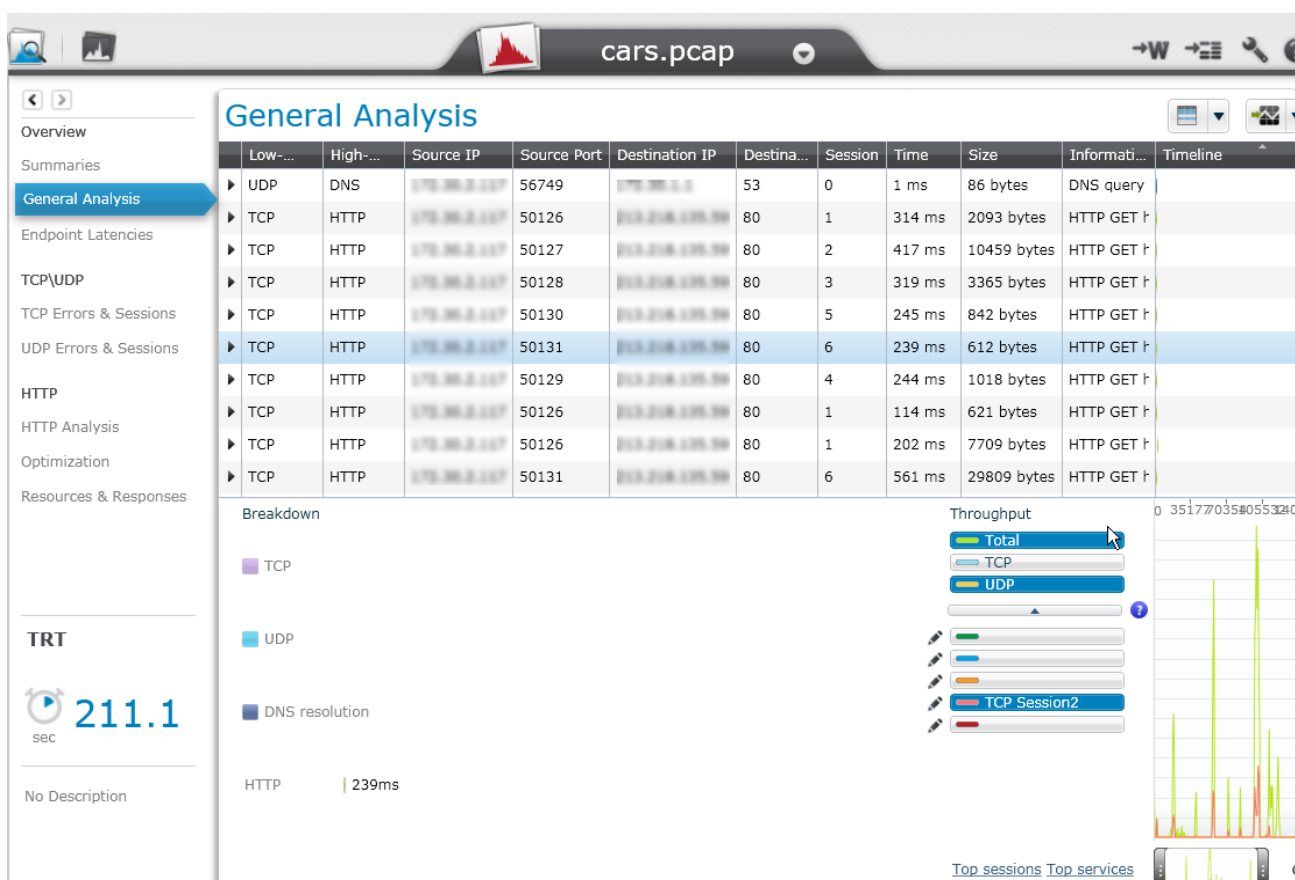 cars.pcap
→W
Overview
Summaries
General Analysis
Endpoint Latencies
TCP\UDP
TCP Errors & Sessions
UDP Errors & Sessions
HTTP
HTTP Analysis
Optimization
Resources & Responses
TRT
211.1
sec
No Description
General Analysis
Low-... High-... Source IP Source Port Destination IP Destina... Session Time Size Informati... Timeline
UDP DNS 56749 53 0 1 ms 86 bytes DNS query
TCP HTTP 50126 80 1 314 ms 2093 bytes HTTP GET
TCP HTTP 50127 80 2 417 ms 10459 bytes HTTP GET
TCP HTTP 50128 80 3 319 ms 3365 bytes HTTP GET
TCP HTTP 50130 80 5 245 ms 842 bytes HTTP GET
TCP HTTP 50131 80 6 239 ms 612 bytes HTTP GET
TCP HTTP 50129 80 4 244 ms 1018 bytes HTTP GET
TCP HTTP 50126 80 1 114 ms 621 bytes HTTP GET
TCP HTTP 50126 80 1 202 ms 7709 bytes HTTP GET
TCP HTTP 50131 80 6 561 ms 29809 bytes HTTP GET
Breakdown
TCP
UDP
DNS resolution
HTTP 239ms
Throughput
Total
TCP
UDP
?
TCP Session2
Top sessions Top services
0